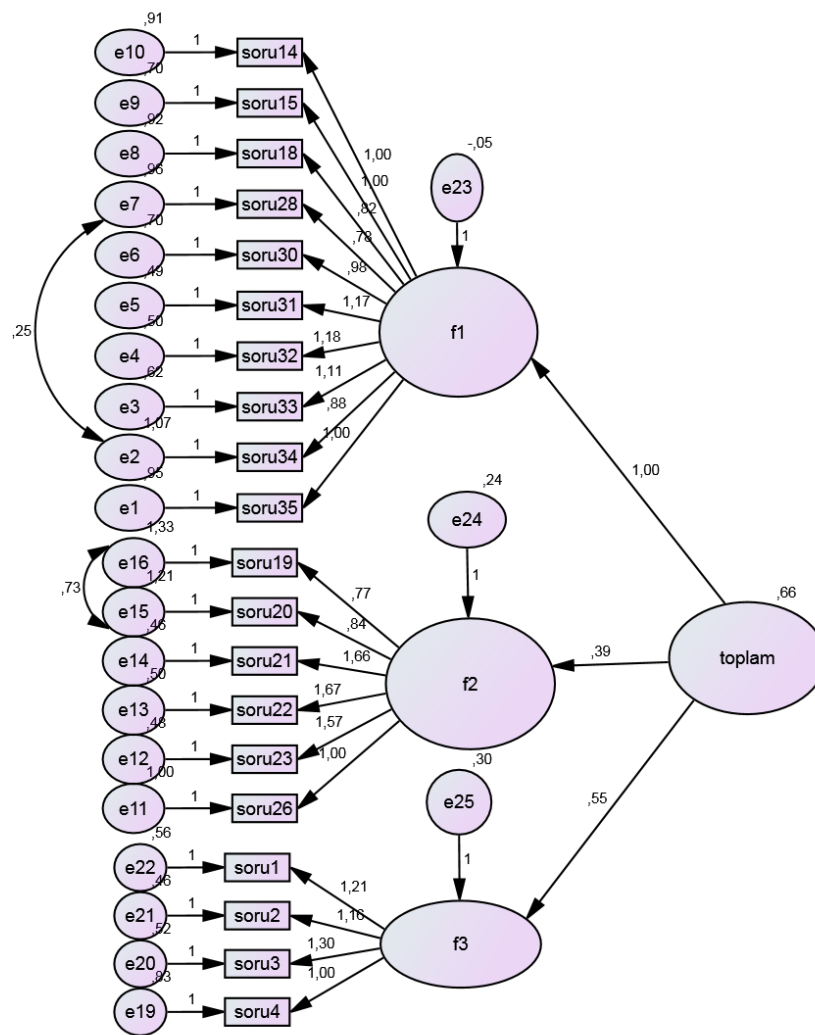 ,91
e10 1 soru14
,70
e9 1 soru15
,92
e8 1 soru18
,96
e7 1 soru28
,70
e6 1 soru30
,49
e5 1 soru31
,50
e4 1 soru32
,62
e3 1 soru33
1,07
e2 1 soru34
,95
e1 1 soru35
,25
1,00
1,00
,82
,78
,98
1,17
1,18
1,11
,88
1,00
-,05
e23
1
f1
1,00
1,33
e16 1 soru19
1,21
e15 1 soru20
,46
e14 1 soru21
,50
e13 1 soru22
,48
e12 1 soru23
1,00
e11 1 soru26
,73
,77
,84
1,66
1,67
1,57
1,00
,24
e24
1
f2
,39
,66
toplam
,56
e22 1 soru1
,46
e21 1 soru2
,52
e20 1 soru3
,83
e19 1 soru4
1,21
1,16
1,30
1,00
,30
e25
1
f3
,55